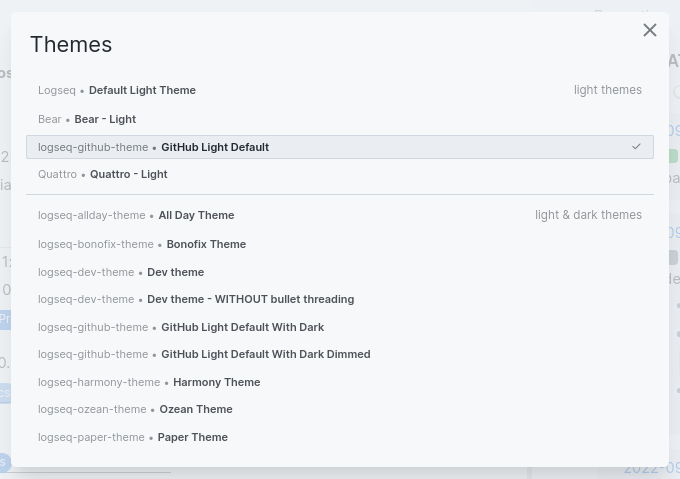 Themes
Logseq • Default Light Theme light themes
Bear • Bear - Light
logseq-github-theme • GitHub Light Default
Quattro • Quattro - Light
logseq-allday-theme • All Day Theme light & dark themes
logseq-bonofix-theme • Bonofix Theme
logseq-dev-theme • Dev theme
logseq-dev-theme • Dev theme - WITHOUT bullet threading
logseq-github-theme • GitHub Light Default With Dark
logseq-github-theme • GitHub Light Default With Dark Dimmed
logseq-harmony-theme • Harmony Theme
logseq-ozean-theme • Ozean Theme
logseq-paper-theme • Paper Theme